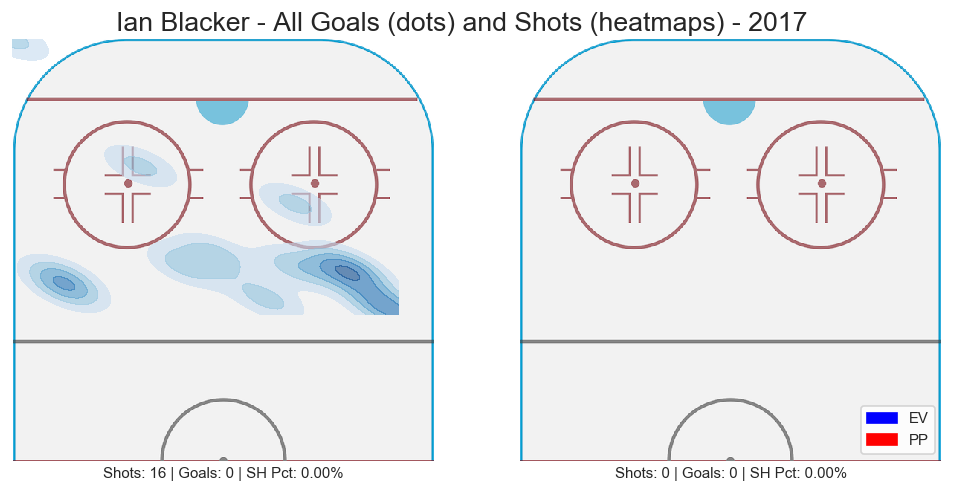 Ian Blacker - All Goals (dots) and Shots (heatmaps) - 2017
EV
PP
Shots: 16 | Goals: 0 | SH Pct: 0.00%
Shots: 0 | Goals: 0 | SH Pct: 0.00%